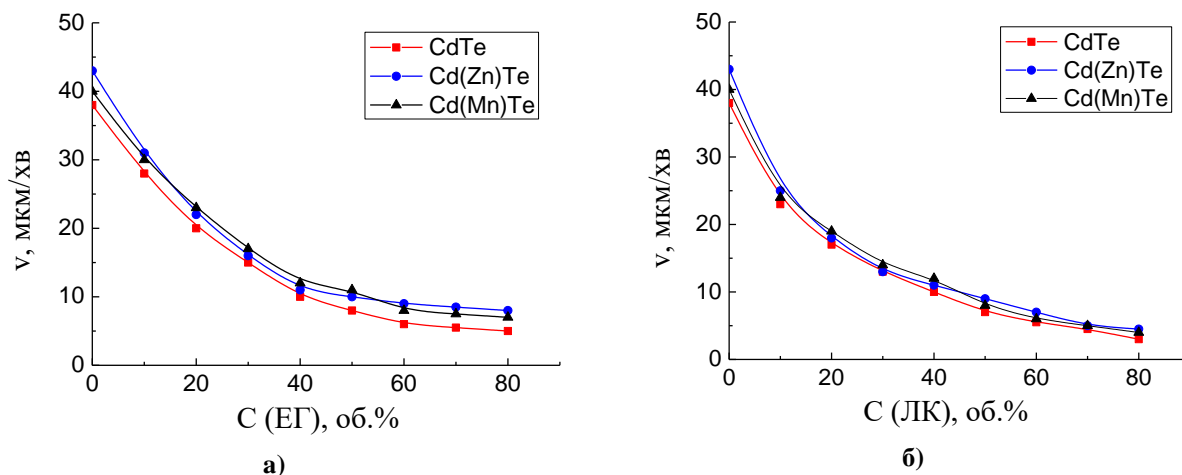 50
40
30
20
10
0
v, мкм/хв
CdTe
Cd(Zn)Te
Cd(Mn)Te
0 20 40 60 80
C (ЕГ), об.%
а)
50
40
30
20
10
0
v, мкм/хв
CdTe
Cd(Zn)Te
Cd(Mn)Te
0 20 40 60 80
C (ЛК), об.%
б)